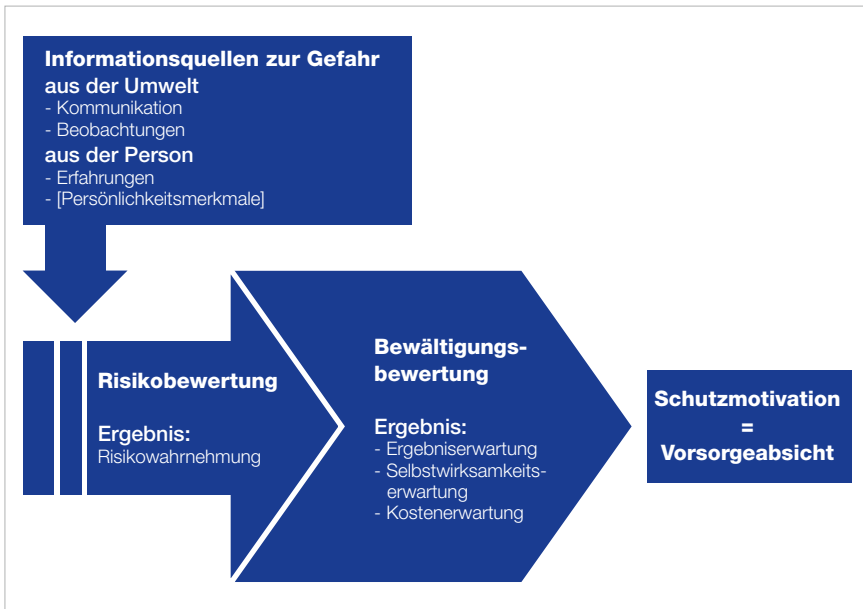 Informationsquellen zur Gefahr
aus der Umwelt
- Kommunikation
- Beobachtungen
aus der Person
- Erfahrungen
- [Persönlichkeitsmerkmale]
Risikobewertung
Ergebnis:
Risikowahrnehmung
Bewältigungs-
bewertung
Ergebnis:
- Ergebniserwartung
- Selbstwirksamkeits-
erwartung
- Kostenerwartung
Schutzmotivation
=
Vorsorgeabsicht